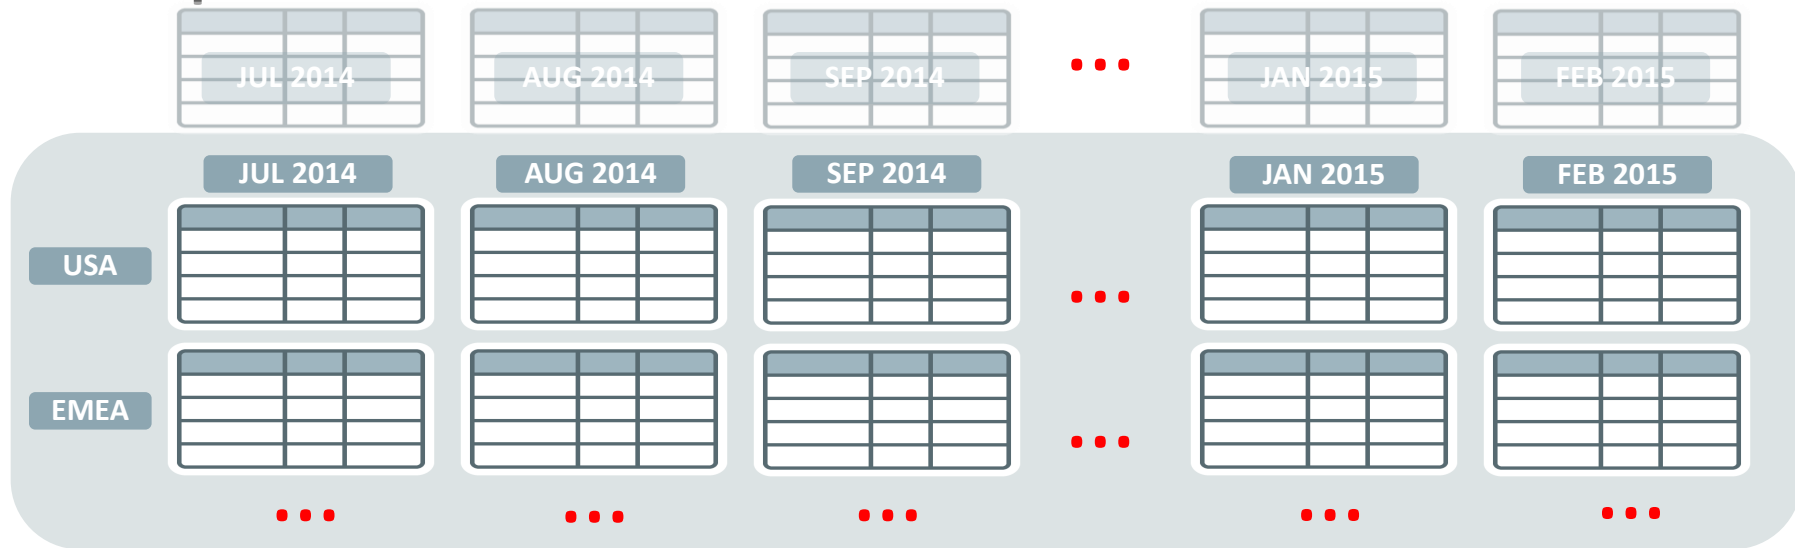 JUL 2014 AUG 2014 SEP 2014 ... JAN 2015 FEB 2015
JUL 2014 AUG 2014 SEP 2014 JAN 2015 FEB 2015
USA ...
EMEA ...
... ... ... ... ...